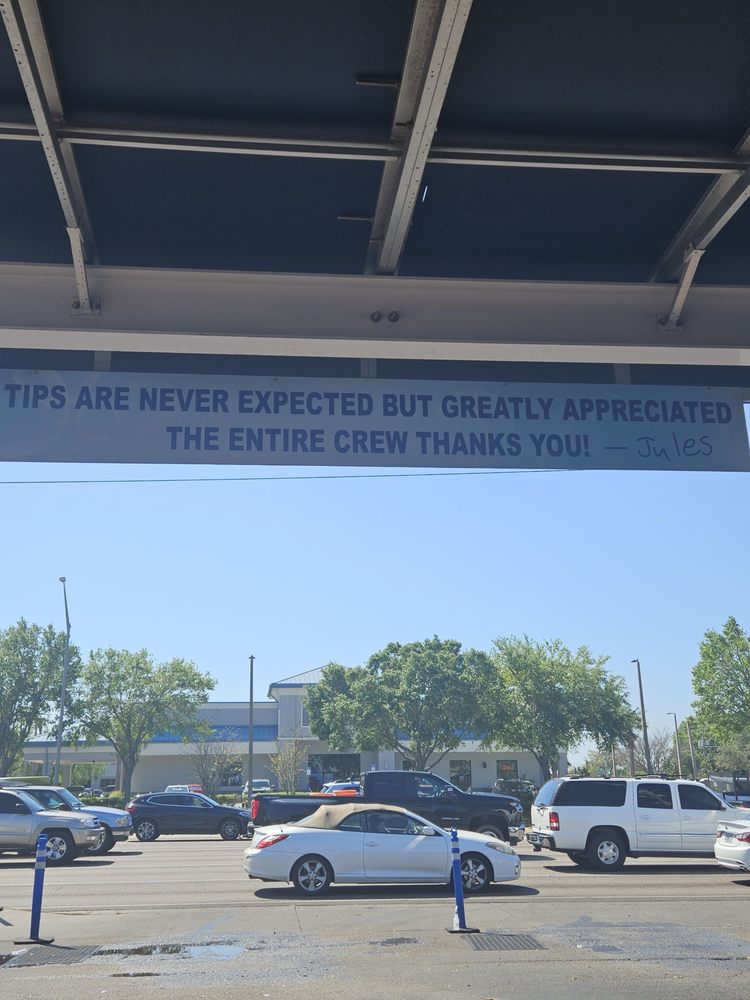 TIPS ARE NEVER EXPECTED BUT GREATLY APPRECIATED
THE ENTIRE CREW THANKS YOU! — Jules